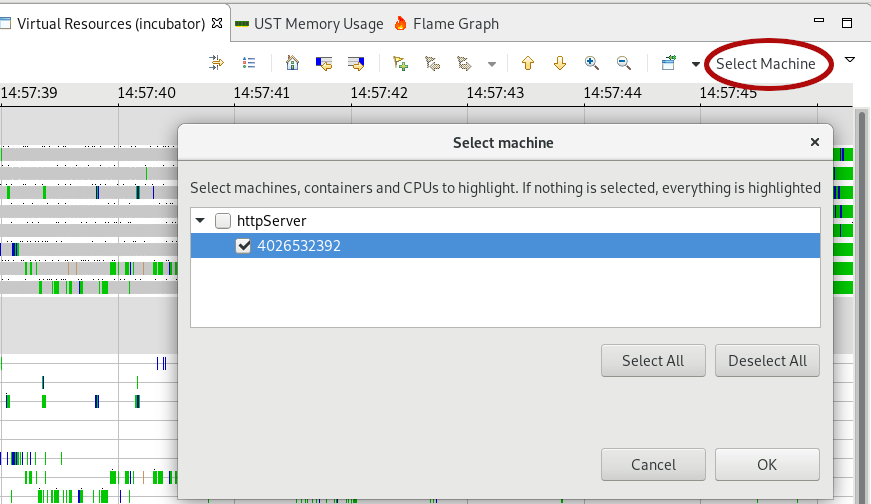 Virtual Resources (incubator) UST Memory Usage Flame Graph
Select Machine
14:57:39 14:57:40 14:57:41 14:57:42 14:57:43 14:57:44 14:57:45
Select machine
Select machines, containers and CPUs to highlight. If nothing is selected, everything is highlighted
httpServer
4026532392
Select All Deselect All
Cancel OK